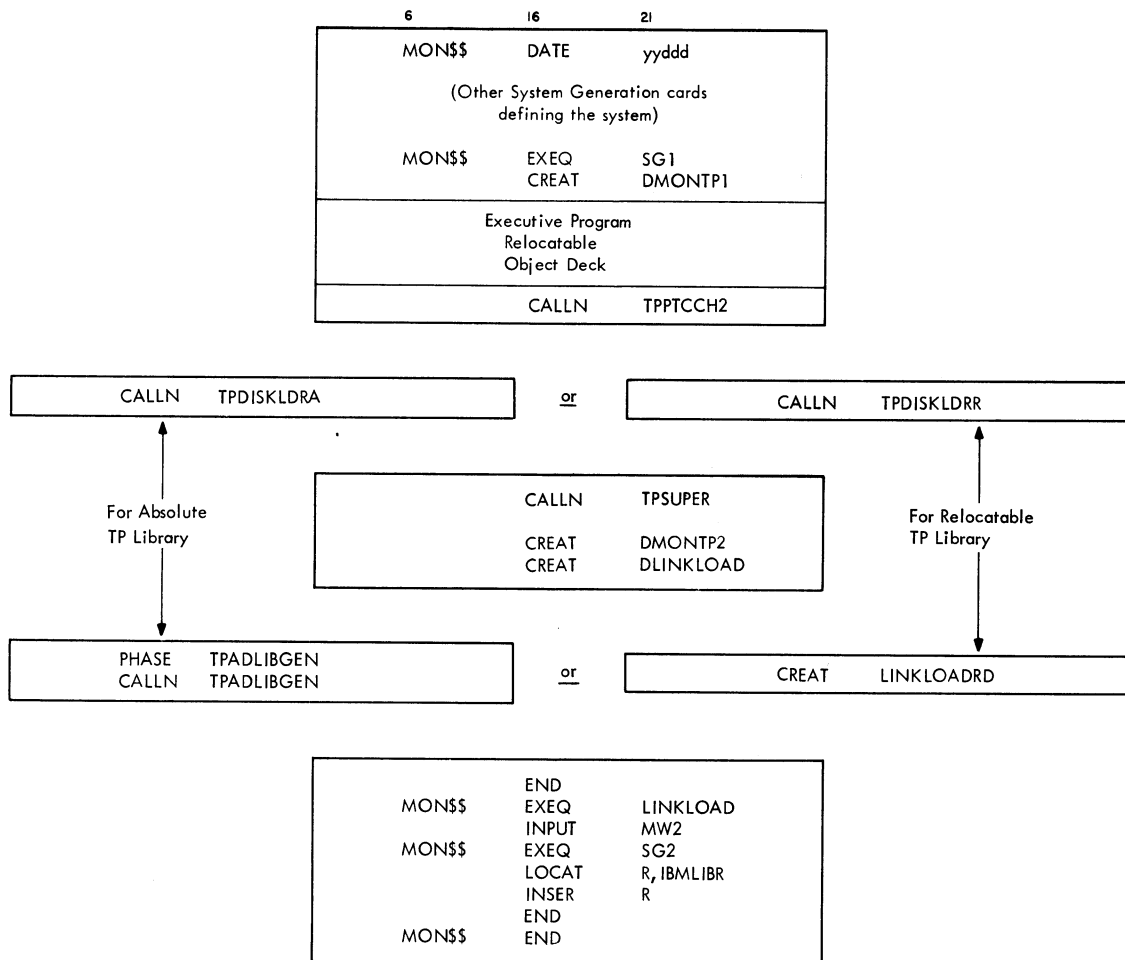 6 16 21
MON$$ DATE yyddd
(Other System Generation cards
defining the system)
MON$$ EXEQ SG1
CREAT DMONTP1
Executive Program
Relocatable
Object Deck
CALLN TPPTCCH2
CALLN TPDISKLDRA or CALLN TPDISKLDRR
For Absolute
TP Library
CALLN TPSUPER
CREAT DMONTP2
CREAT DLINKLOAD
For Relocatable
TP Library
PHASE TPADLIBGEN
CALLN TPADLIBGEN
or
CREAT LINKLOADRD
END
MON$$ EXEQ LINKLOAD
INPUT MW2
MON$$ EXEQ SG2
LOCAT R, IBMLIBR
INSER R
END
MON$$ END